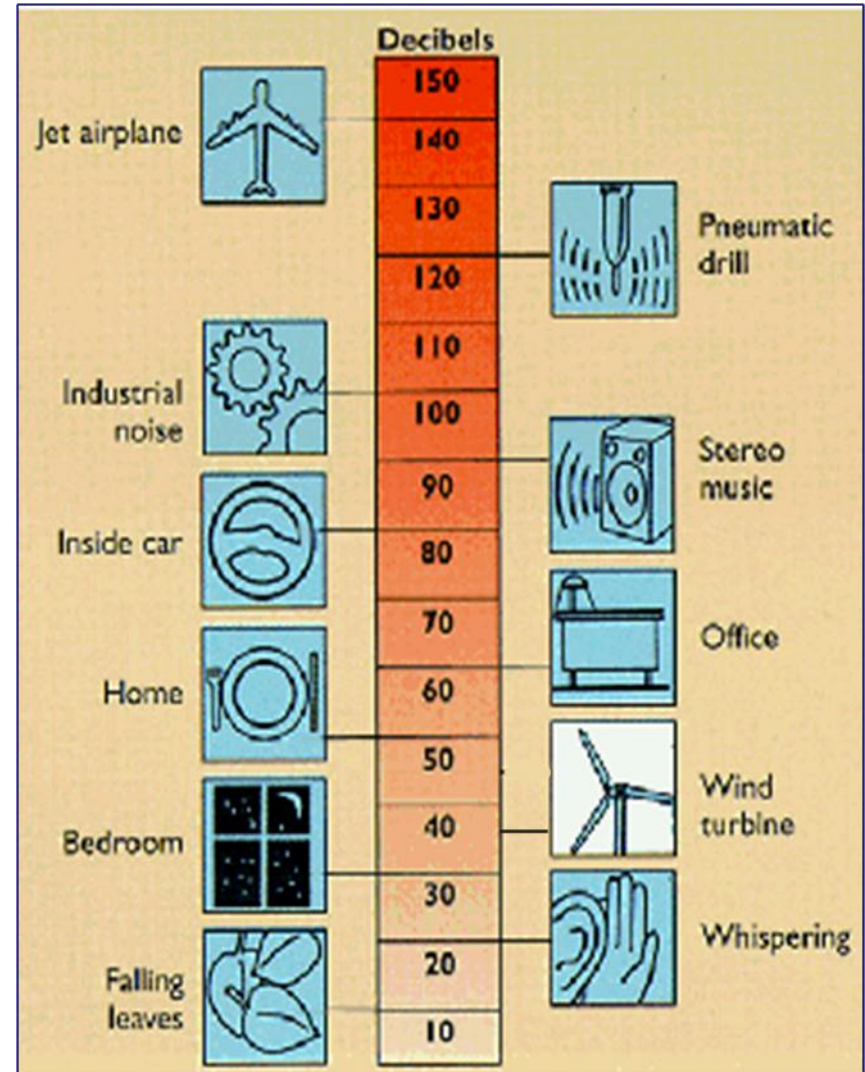 Decibels
150
Jet airplane
140
130
Pneumatic
drill
120
110
Industrial
noise
100
Stereo
music
90
Inside car
80
70
Office
Home
60
50
Wind
turbine
Bedroom
40
30
Whispering
20
Falling
leaves
10